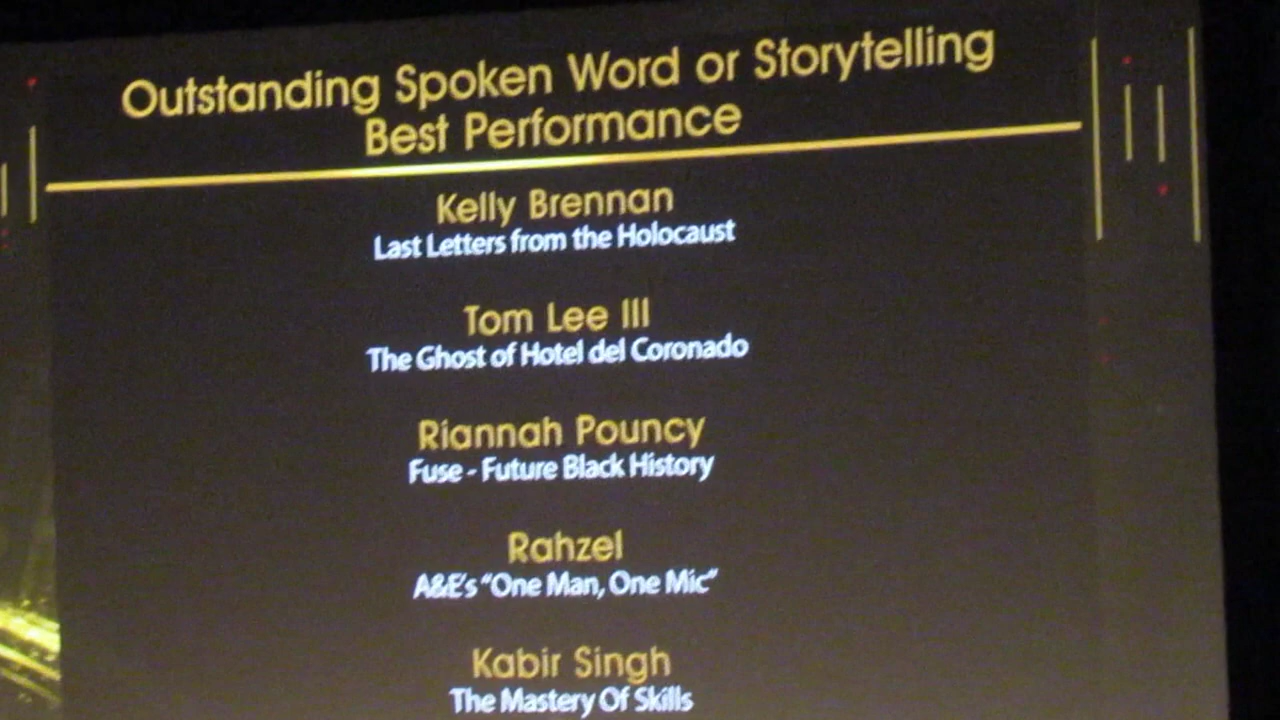 Outstanding Spoken Word or Storytelling
Best Performance
Kelly Brennan
Last Letters from the Holocaust
Tom Lee III
The Ghost of Hotel del Coronado
Riannah Pouncy
Fuse - Future Black History
Rahzel
A&E's "One Man, One Mic"
Kabir Singh
The Mastery Of Skills